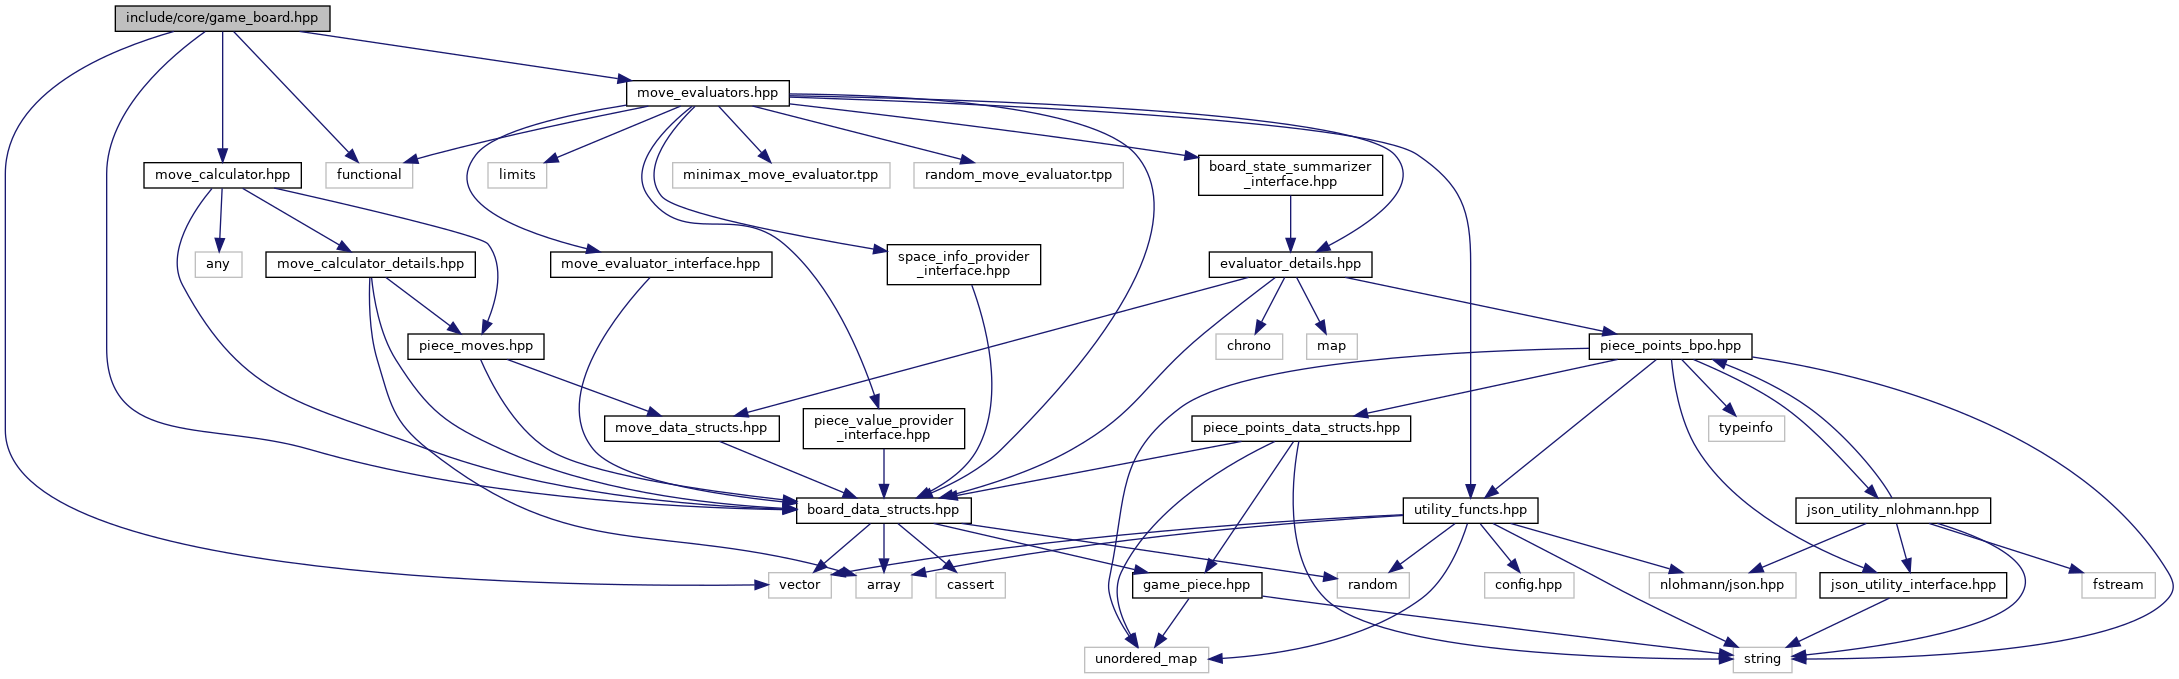 include/core/game_board.hpp
move_evaluators.hpp
move_calculator.hpp
functional
limits
minimax_move_evaluator.tpp
random_move_evaluator.tpp
board_state_summarizer
_interface.hpp
any
move_calculator_details.hpp
move_evaluator_interface.hpp
space_info_provider
_interface.hpp
evaluator_details.hpp
piece_moves.hpp
chrono
map
piece_points_bpo.hpp
move_data_structs.hpp
piece_value_provider
_interface.hpp
piece_points_data_structs.hpp
typeinfo
board_data_structs.hpp
utility_functs.hpp
json_utility_nlohmann.hpp
vector
array
cassert
game_piece.hpp
random
config.hpp
nlohmann/json.hpp
json_utility_interface.hpp
fstream
unordered_map
string